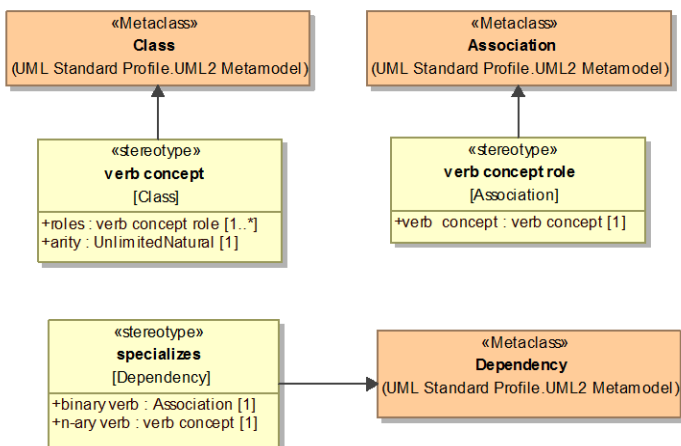 «Metaclass»
Class
(UML Standard Profile.UML2 Metamodel)
«Metaclass»
Association
(UML Standard Profile.UML2 Metamodel)
«stereotype»
verb concept
[Class]
+roles : verb concept role [1..*]
+arity : UnlimitedNatural [1]
«stereotype»
verb concept role
[Association]
+verb concept : verb concept [1]
«stereotype»
specializes
[Dependency]
+binary verb : Association [1]
+n-ary verb : verb concept [1]
«Metaclass»
Dependency
(UML Standard Profile.UML2 Metamodel)